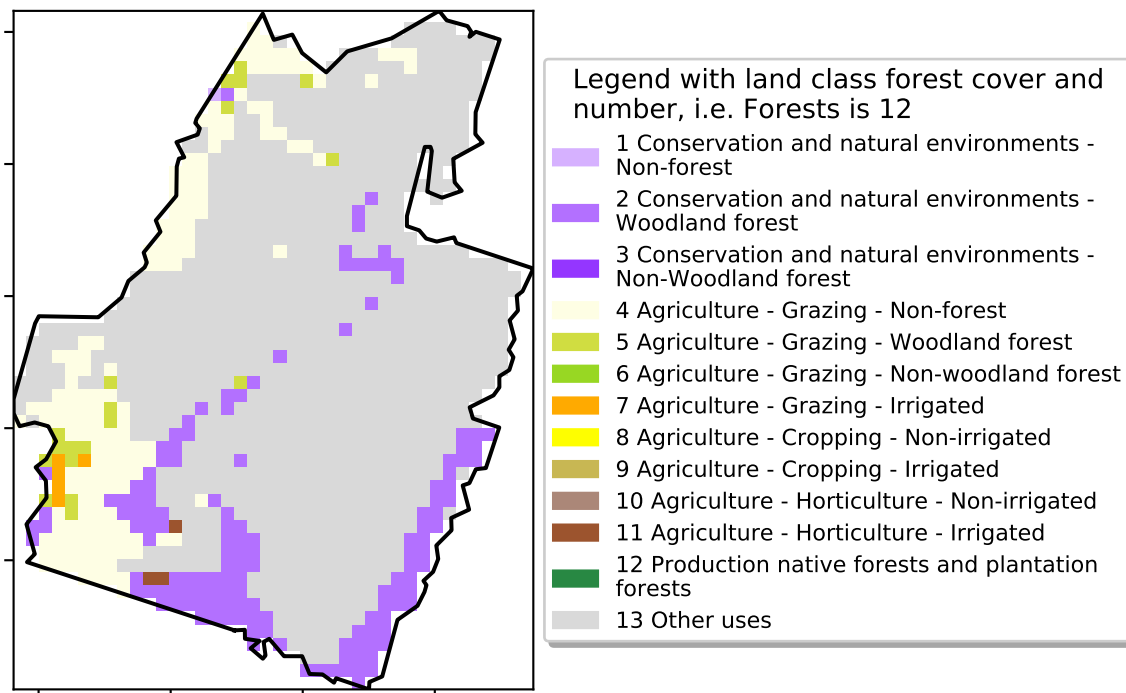 Legend with land class forest cover and
number, i.e. Forests is 12
1 Conservation and natural environments -
Non-forest
2 Conservation and natural environments -
Woodland forest
3 Conservation and natural environments -
Non-Woodland forest
4 Agriculture - Grazing - Non-forest
5 Agriculture - Grazing - Woodland forest
6 Agriculture - Grazing - Non-woodland forest
7 Agriculture - Grazing - Irrigated
8 Agriculture - Cropping - Non-irrigated
9 Agriculture - Cropping - Irrigated
10 Agriculture - Horticulture - Non-irrigated
11 Agriculture - Horticulture - Irrigated
12 Production native forests and plantation
forests
13 Other uses